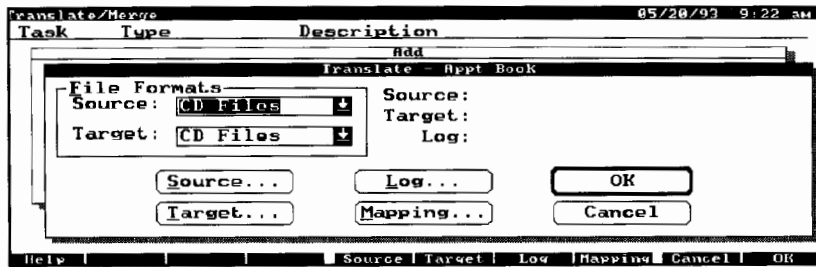 Translate/Merge 05/20/93 9:22 am
Task Type Description
Add
Translate - Appt Book
File Formats
Source: CD Files Source:
Target: CD Files Target:
Log:
Source... Log... OK
Target... Mapping... Cancel
Help Source Target Log Mapping Cancel OK